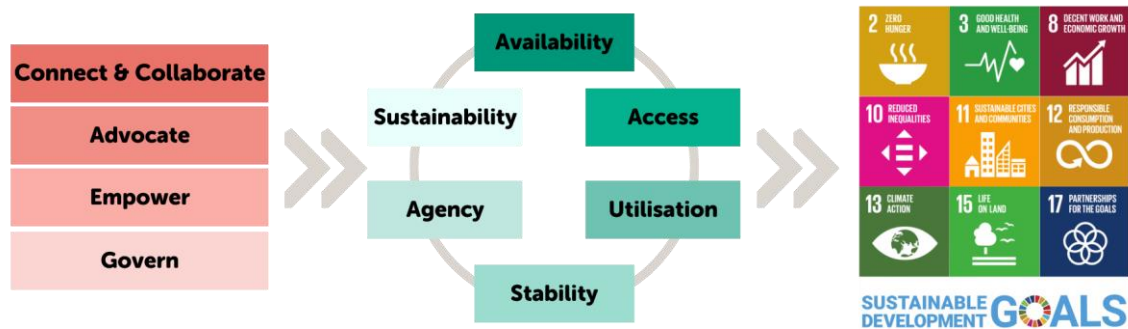 Connect & Collaborate
Advocate
Empower
Govern
Availability
Sustainability
Access
Agency
Utilisation
Stability
2 ZERO
HUNGER
3 GOOD HEALTH
AND WELL-BEING
8 DECENT WORK AND
ECONOMIC GROWTH
10 REDUCED
INEQUALITIES
11 SUSTAINABLE CITIES
AND COMMUNITIES
12 RESPONSIBLE
CONSUMPTION
AND PRODUCTION
13 CLIMATE
ACTION
15 LIFE
ON LAND
17 PARTNERSHIPS
FOR THE GOALS
SUSTAINABLE
DEVELOPMENT GOALS